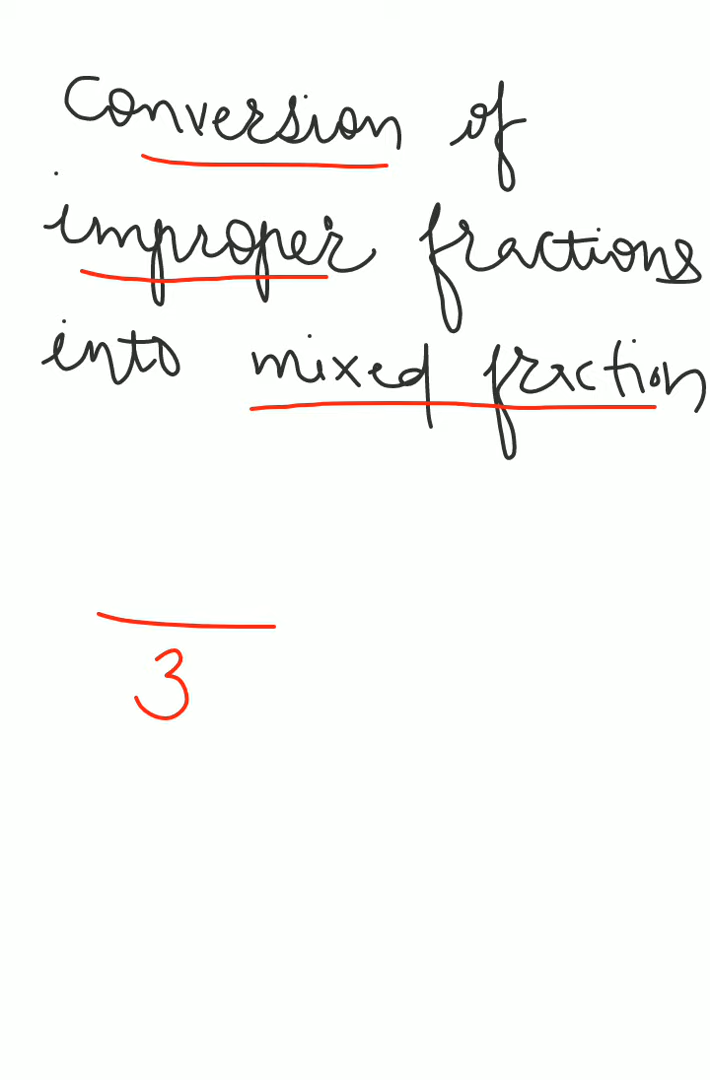 Conversion of
improper fractions
into mixed fraction
3